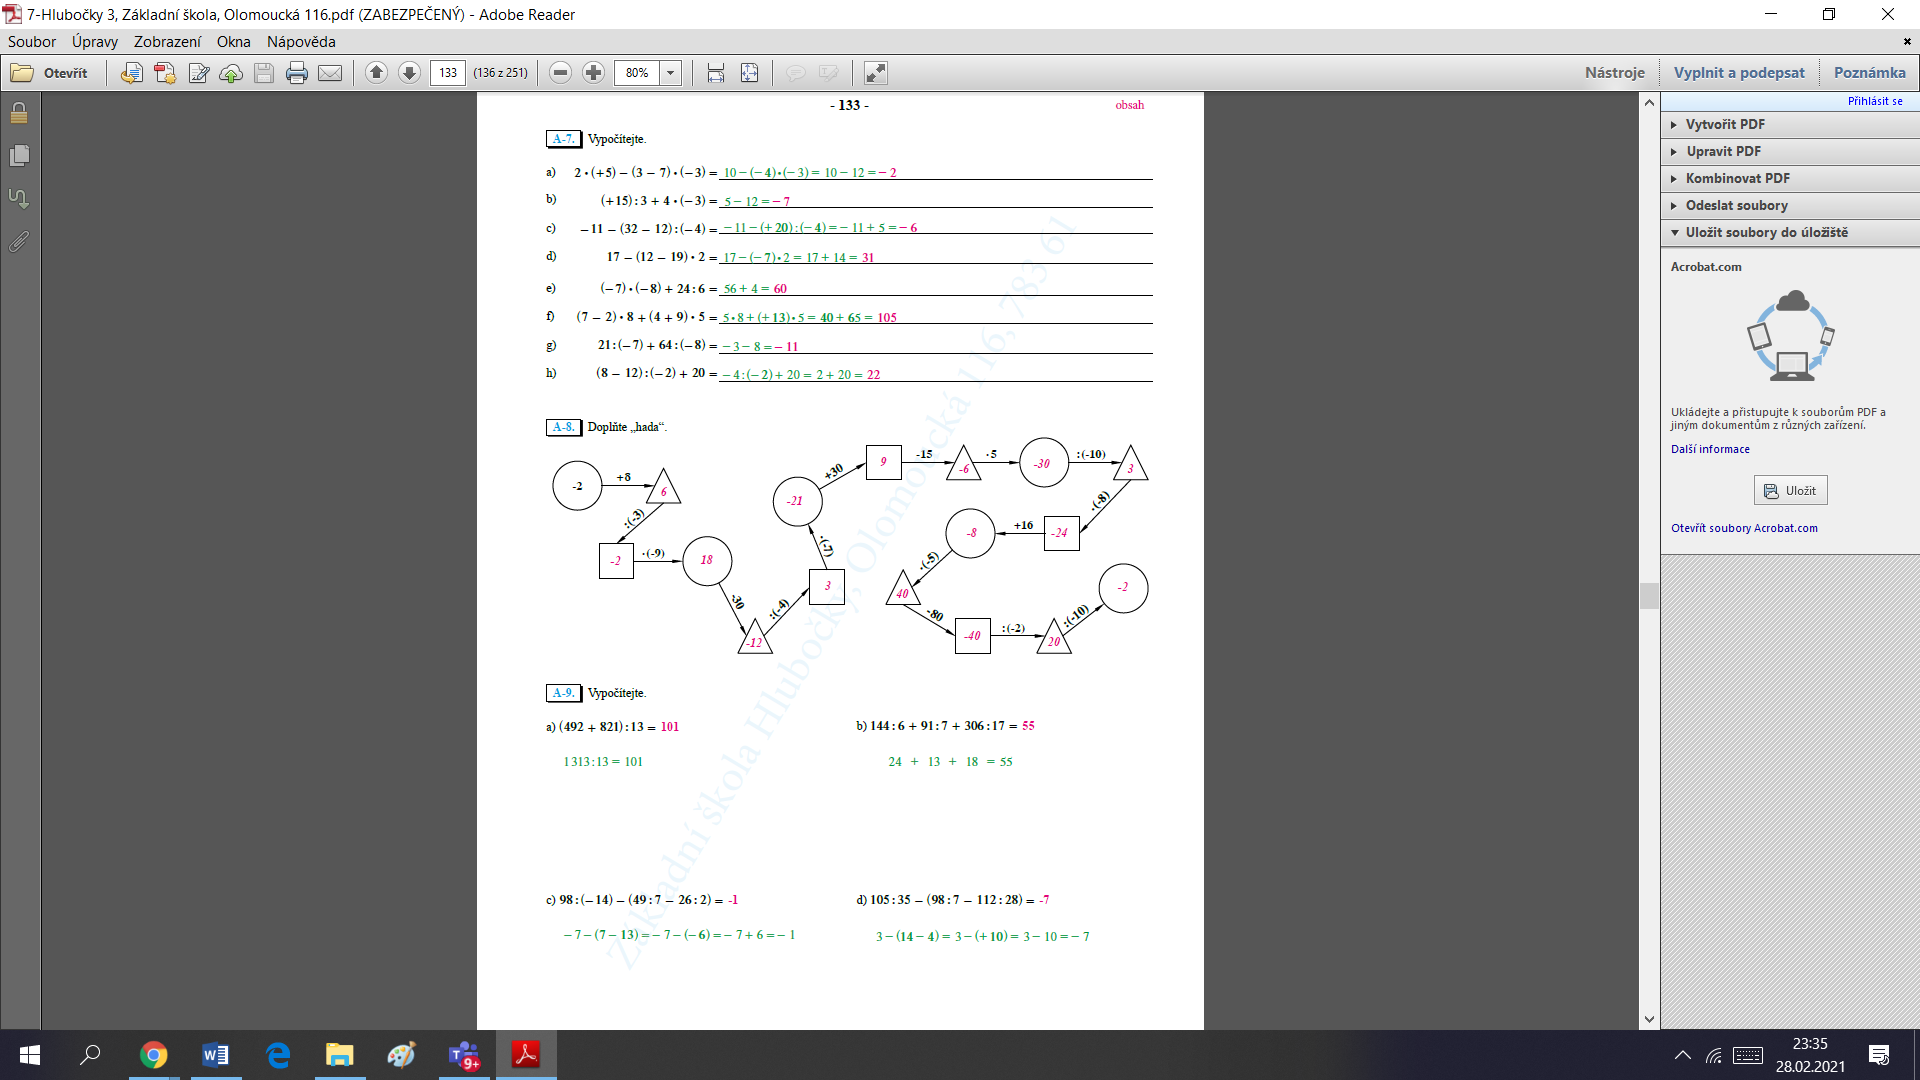 7-Hlubočky 3, Základní škola, Olomoucká 116.pdf (ZABEZPEČENÝ) - Adobe Reader
Soubor Úpravy Zobrazení Okna Nápověda
Otevřít 133 (136 z 251) 80% Nástroje Vyplnit a podepsat Poznámka
Přihlásit se
Vytvořit PDF
Upravit PDF
Kombinovat PDF
Odeslat soubory
Uložit soubory do úložiště
Acrobat.com
Ukládejte a přistupujte k souborům PDF a
jiným dokumentům z různých zařízení.
Další informace
Uložit
Otevřít soubory Acrobat.com
- 133 - obsah
A-7. Vypočítejte.
a) 2 • (+5) – (3 – 7) • (–3) = 10 – (– 4) • (– 3) = 10 – 12 = – 2
b) (+15) : 3 + 4 • (–3) = 5 – 12 = – 7
c) –11 – (32 – 12) : (–4) = – 11 – (+ 20) : (– 4) = – 11 + 5 = – 6
d) 17 – (12 – 19) • 2 = 17 – (– 7) • 2 = 17 + 14 = 31
e) (–7) • (–8) + 24 : 6 = 56 + 4 = 60
f) (7 – 2) • 8 + (4 + 9) • 5 = 5 • 8 + (+ 13) • 5 = 40 + 65 = 105
g) 21 : (–7) + 64 : (–8) = – 3 – 8 = – 11
h) (8 – 12) : (–2) + 20 = – 4 : (– 2) + 20 = 2 + 20 = 22
A-8. Doplňte „hada“.
-2 +8 6
:(-3)
-2 ·(-9) 18
-30
-12
:(-4)
3
·(-7)
-21
+30
9 -15 -6 ·5 -30 :(-10) 3
·(-8)
-24 +16 -8
·(-5)
40
-80
-40 :(-2) 20
:(-10)
-2
A-9. Vypočítejte.
a) (492 + 821) : 13 = 101
1 313 : 13 = 101
b) 144 : 6 + 91 : 7 + 306 : 17 = 55
24 + 13 + 18 = 55
c) 98 : (–14) – (49 : 7 – 26 : 2) = -1
– 7 – (7 – 13) = – 7 – (– 6) = – 7 + 6 = – 1
d) 105 : 35 – (98 : 7 – 112 : 28) = -7
3 – (14 – 4) = 3 – (+ 10) = 3 – 10 = – 7
Základní škola Hlubočky, Olomoucká 116, 783 61
9+
23:35
28.02.2021